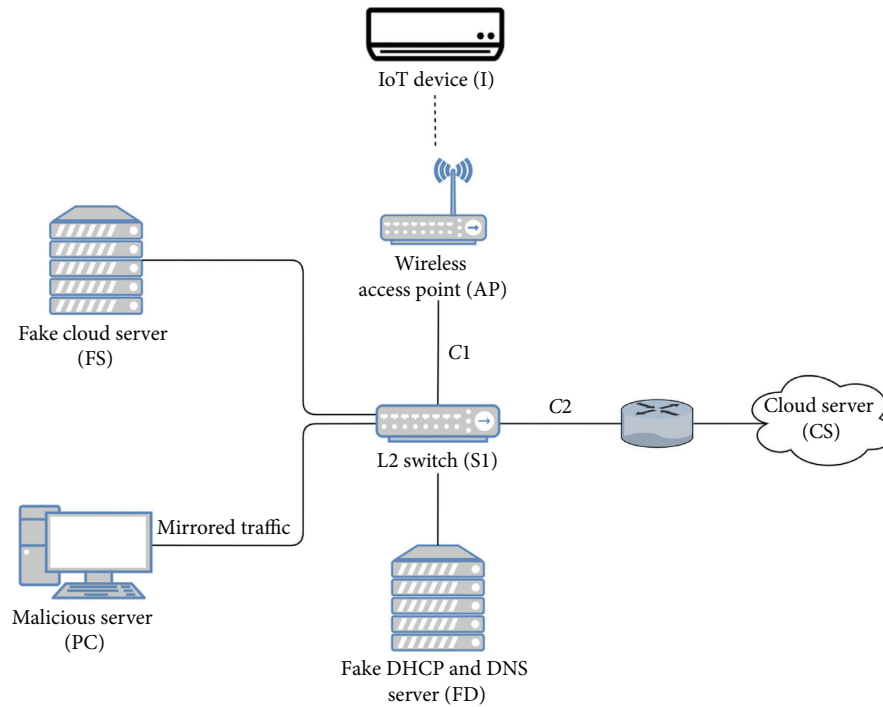 IoT device (I)
Wireless
access point (AP)
Fake cloud server
(FS)
C1
C2
Cloud server
(CS)
L2 switch (S1)
Mirrored traffic
Malicious server
(PC)
Fake DHCP and DNS
server (FD)